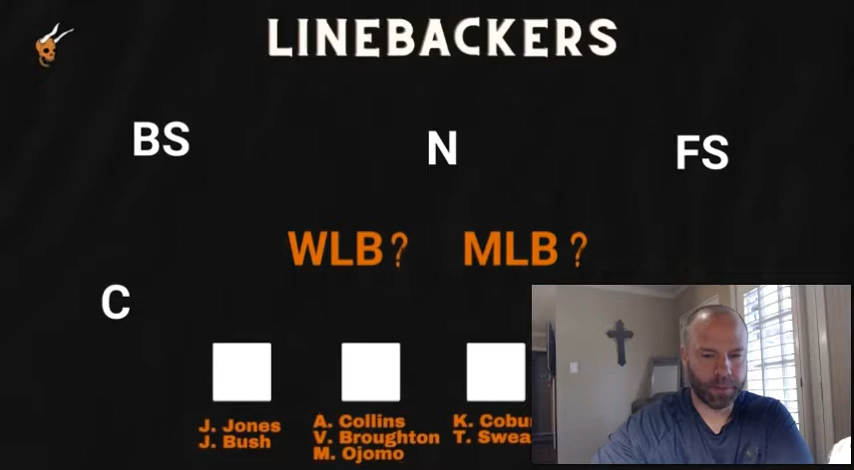 LINEBACKERS
BS
N
FS
WLB?
MLB?
C
J. Jones
J. Bush
A. Collins
V. Broughton
M. Ojomo
K.
T.